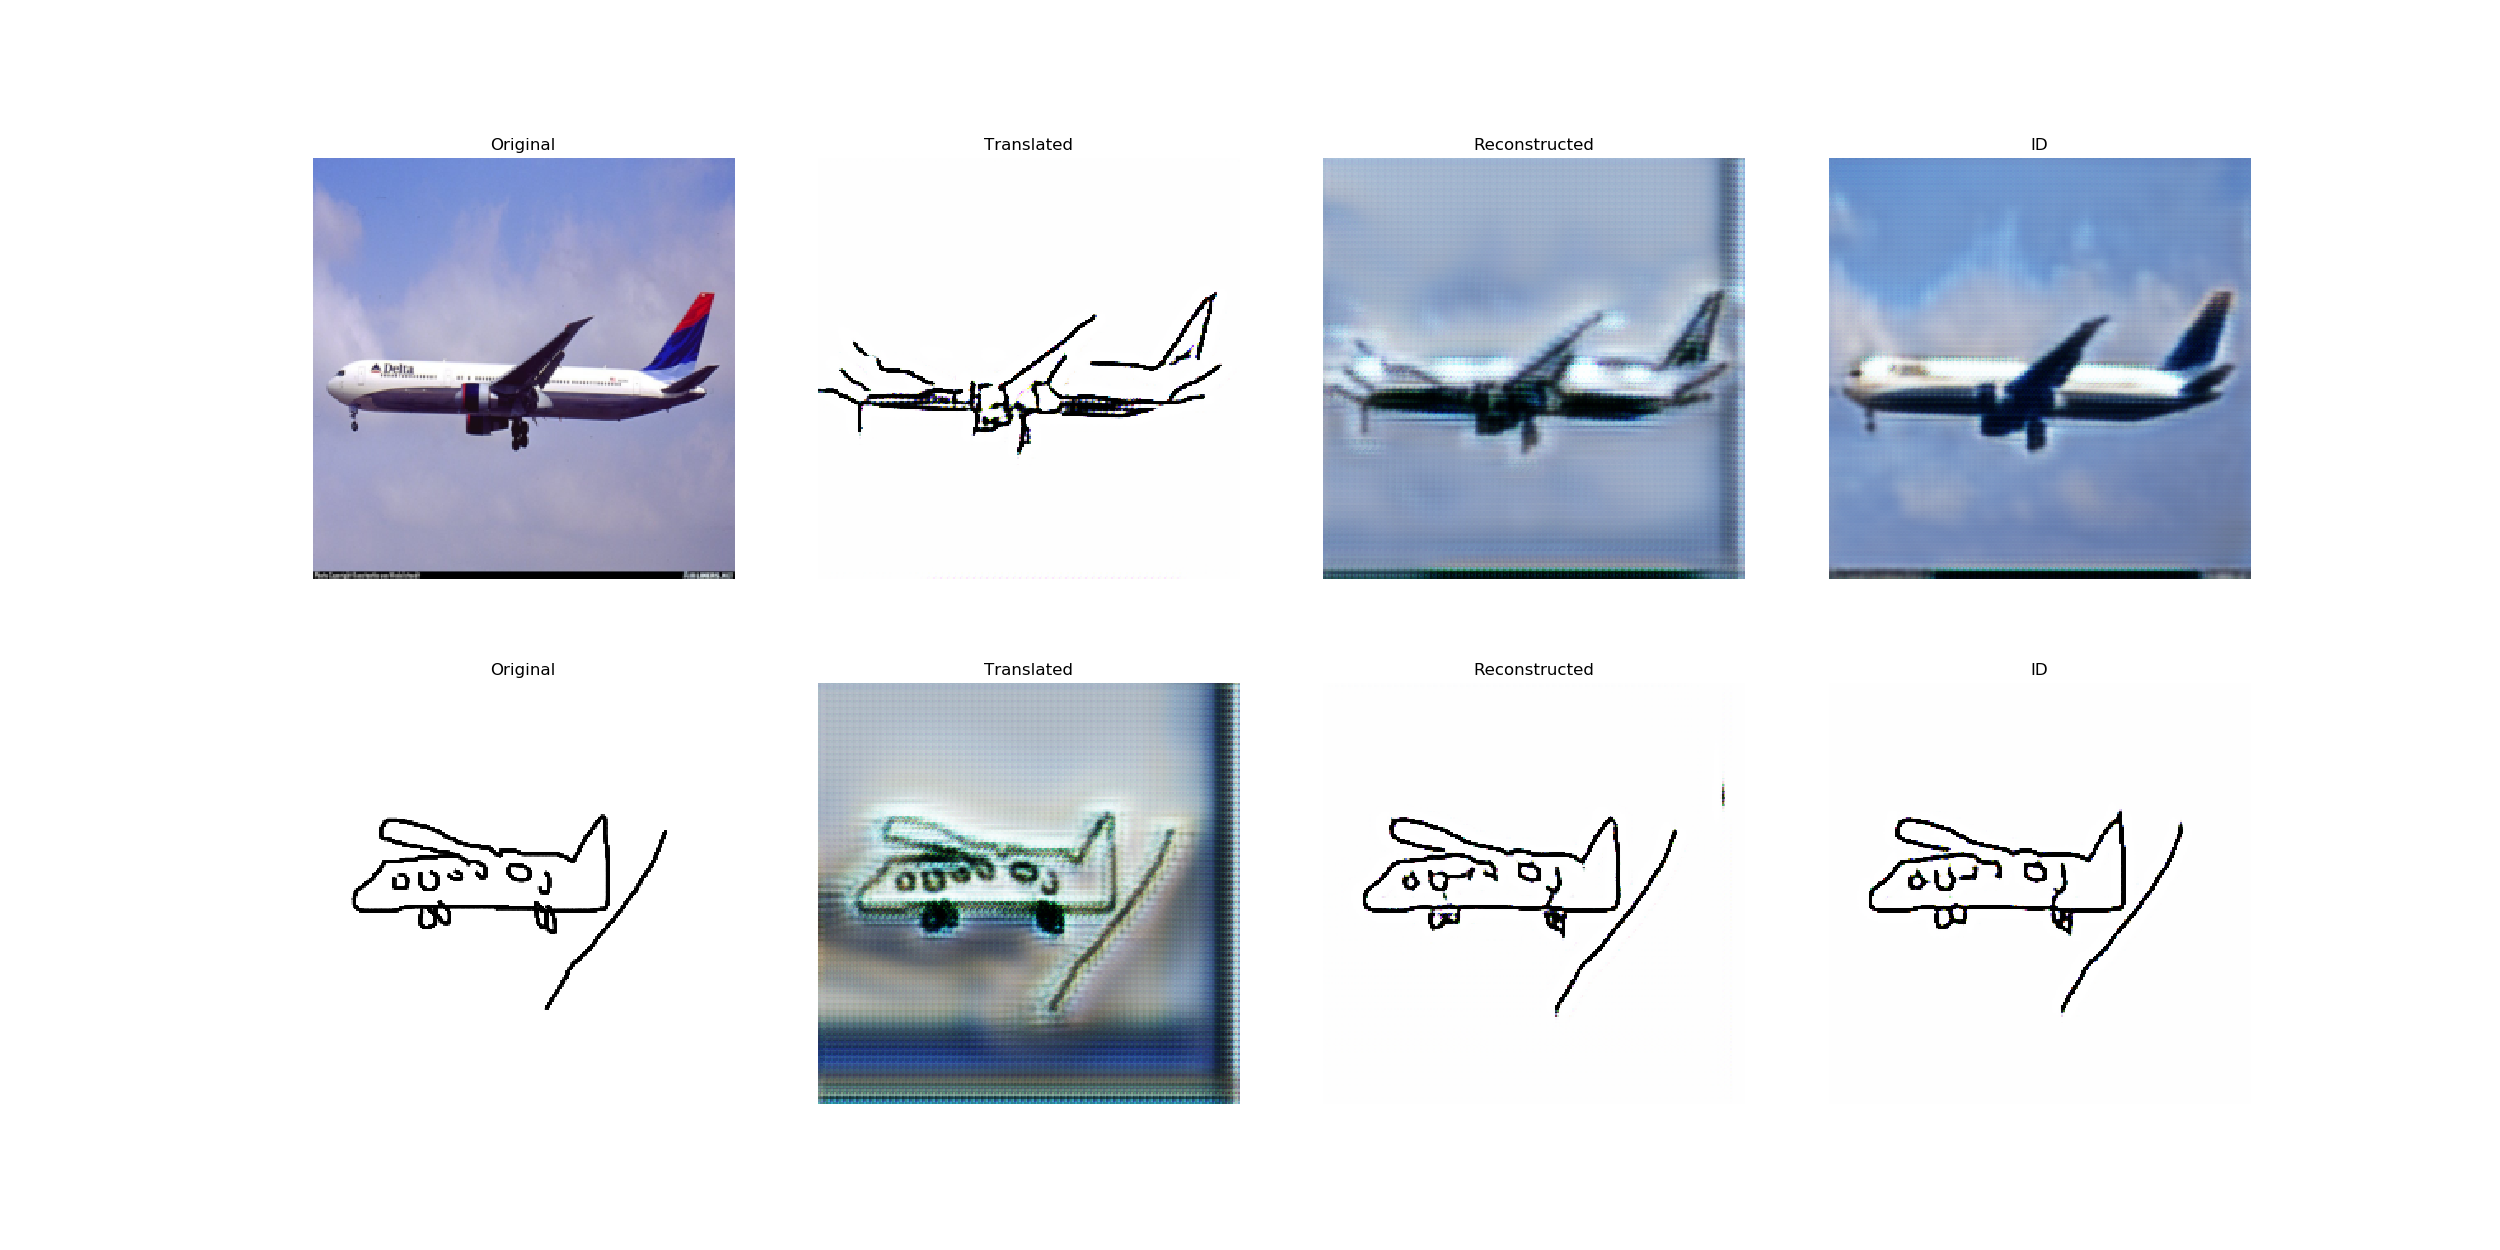 Original
Translated
Reconstructed
ID
Delta
Original
Translated
Reconstructed
ID